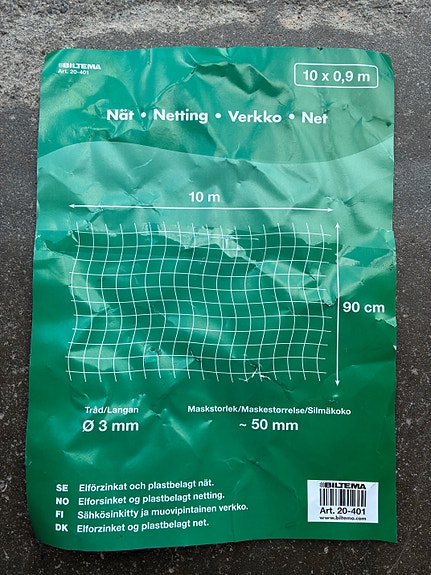 BILTEMA
Art. 20-401
10 x 0,9 m
Nät • Netting • Verkko • Net
10 m
90 cm
Tråd/Langan
Ø 3 mm
Maskstorlek/Maskestorrelse/Silmäkoko
~ 50 mm
SE Elförzinkat och plastbelagt nät.
NO Elforsinket og plastbelagt netting.
FI Sähkösinkitty ja muovipintainen verkko.
DK Elforzinket og plastbelagt net.
BILTEMA
Art. 20-401
www.biltema.com